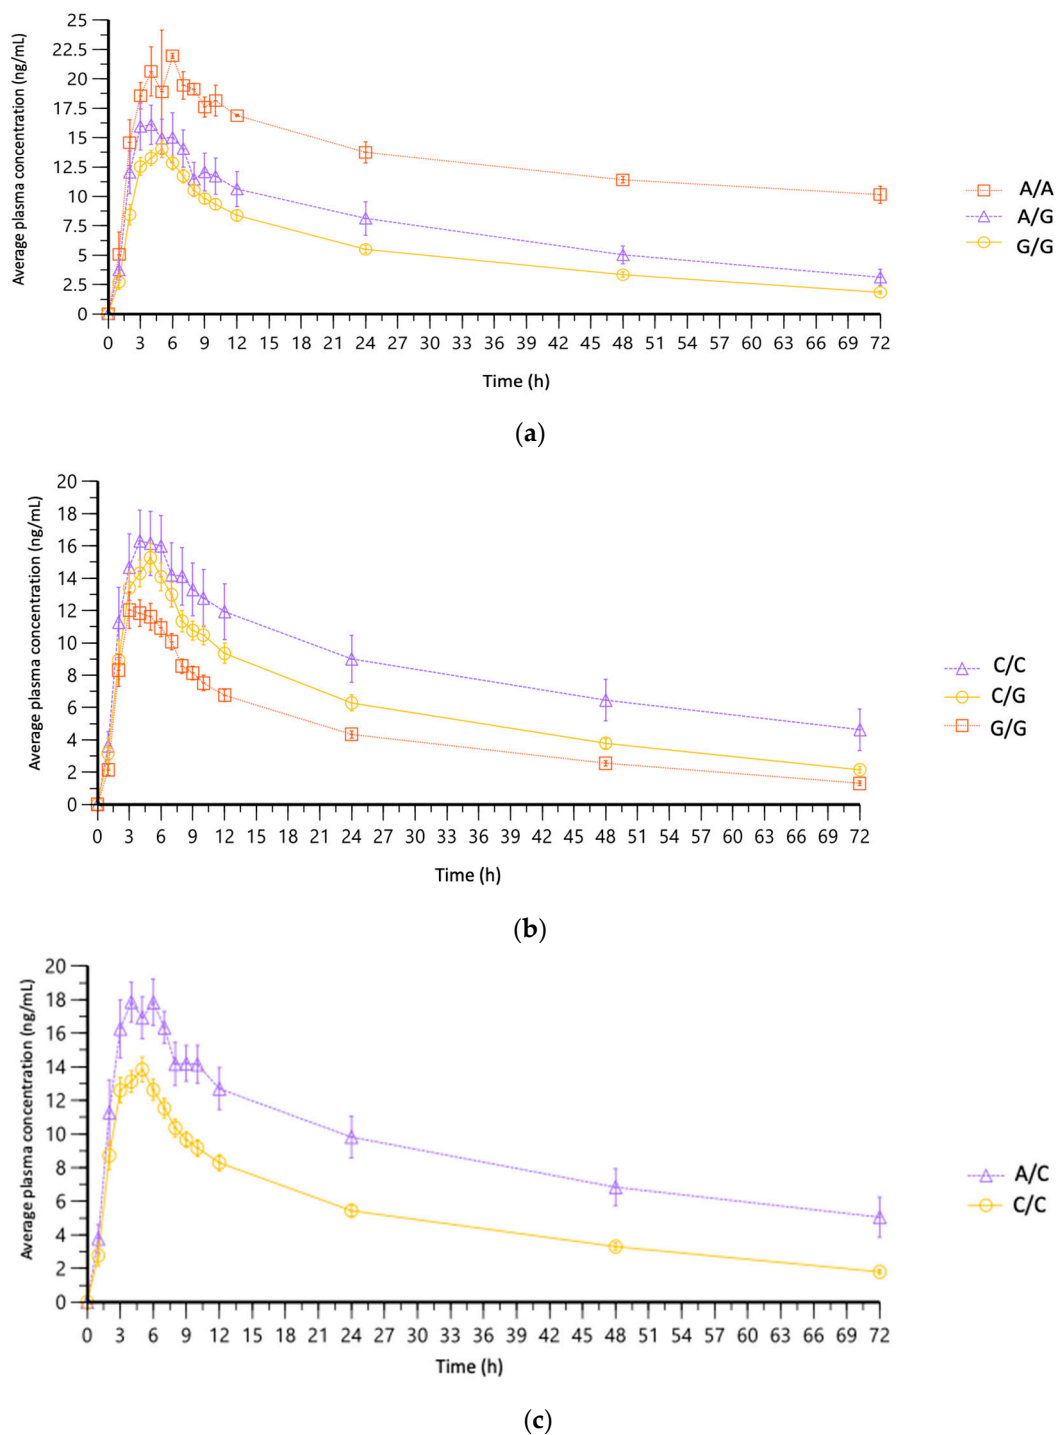 25
22.5
20
17.5
15
12.5
10
7.5
5
2.5
0
Average plasma concentration (ng/mL)
0 3 6 9 12 15 18 21 24 27 30 33 36 39 42 45 48 51 54 57 60 63 66 69 72
Time (h)
A/A
A/G
G/G
(a)
20
18
16
14
12
10
8
6
4
2
0
Average plasma concentration (ng/mL)
0 3 6 9 12 15 18 21 24 27 30 33 36 39 42 45 48 51 54 57 60 63 66 69 72
Time (h)
C/C
C/G
G/G
(b)
20
18
16
14
12
10
8
6
4
2
0
Average plasma concentration (ng/mL)
0 3 6 9 12 15 18 21 24 27 30 33 36 39 42 45 48 51 54 57 60 63 66 69 72
Time (h)
A/C
C/C
(c)